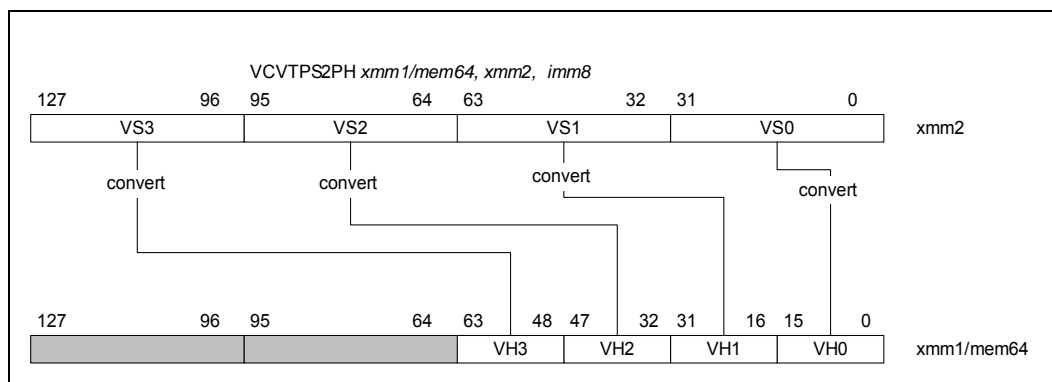 VCVTPS2PH xmm1/mem64, xmm2, imm8
127 96 95 64 63 32 31 0
VS3 VS2 VS1 VS0 xmm2
convert convert convert convert
127 96 95 64 63 48 47 32 31 16 15 0
VH3 VH2 VH1 VH0 xmm1/mem64